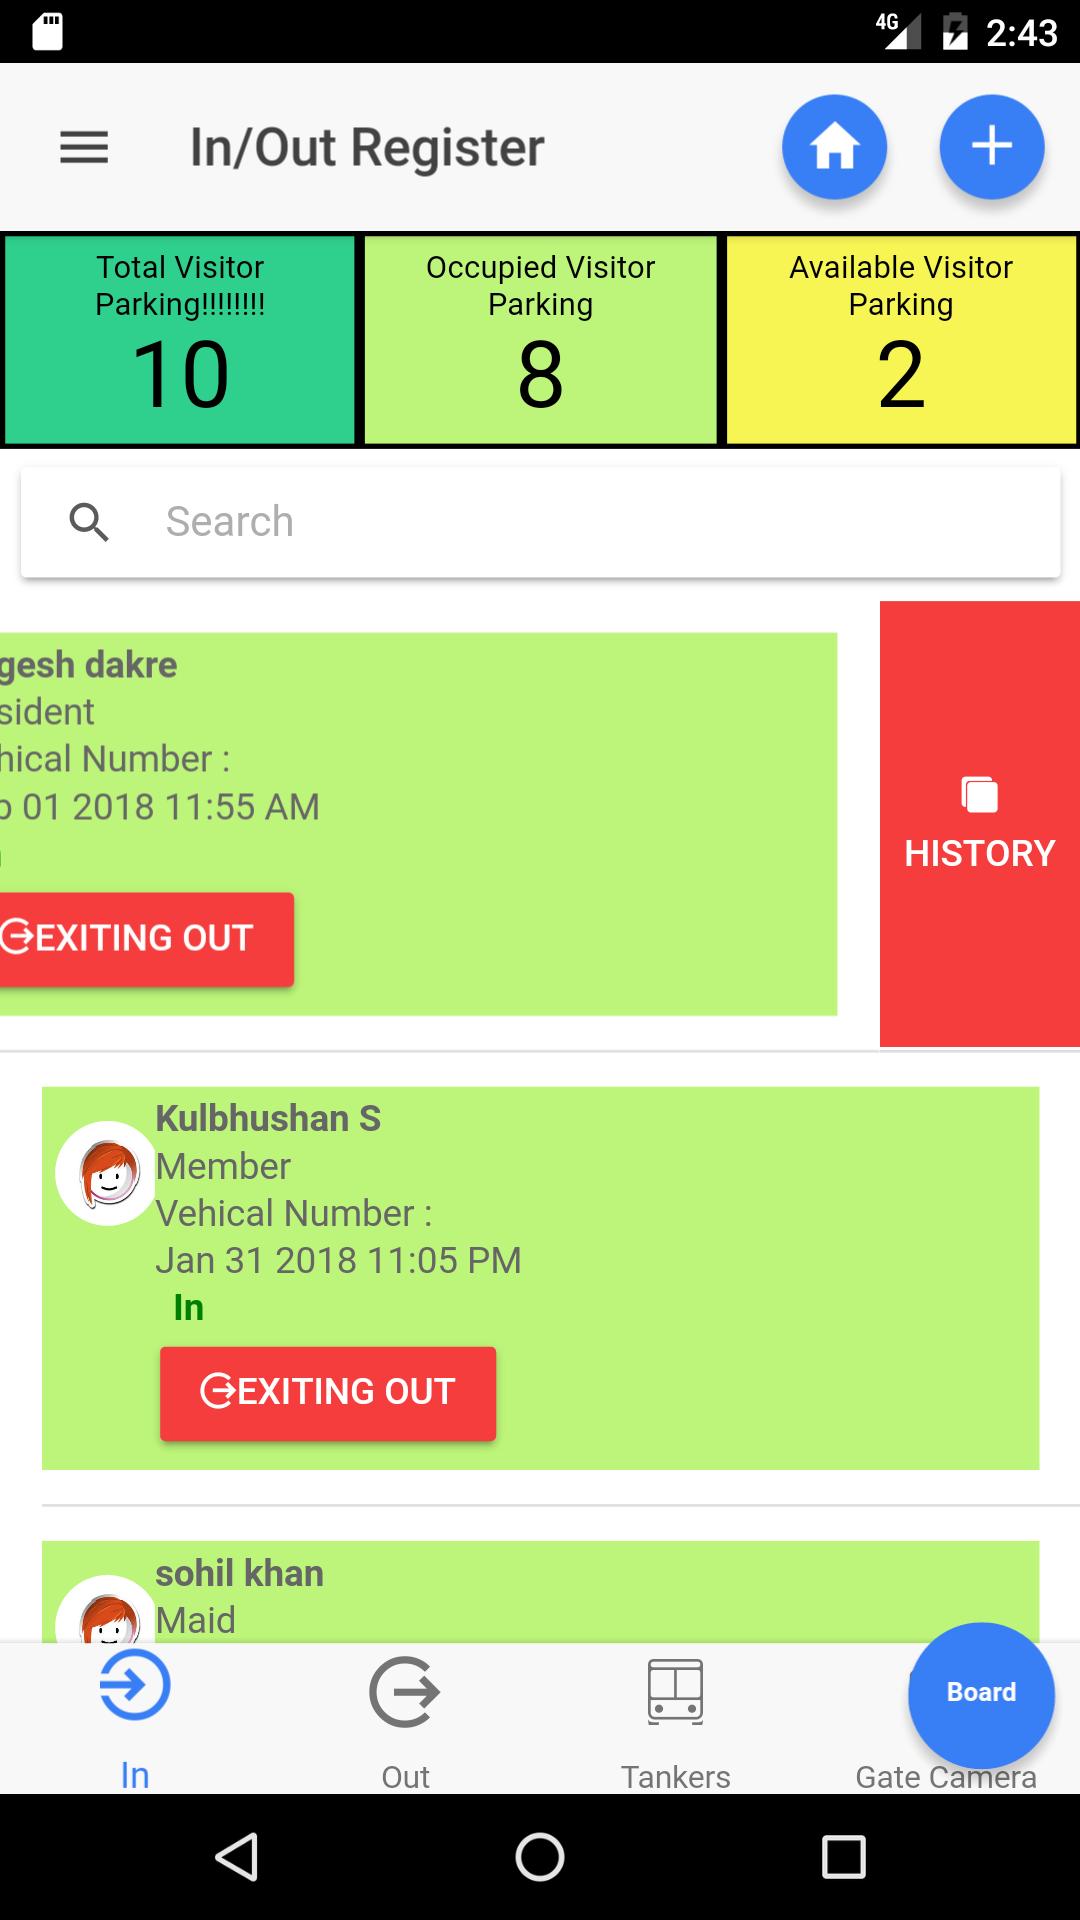 4G 2:43
In/Out Register
Total Visitor
Parking!!!!!!!!
10
Occupied Visitor
Parking
8
Available Visitor
Parking
2
Search
gesh dakre
sident
hical Number :
01 2018 11:55 AM
EXITING OUT
HISTORY
Kulbhushan S
Member
Vehical Number :
Jan 31 2018 11:05 PM
In
EXITING OUT
sohil khan
Maid
In
Out
Tankers
Gate Camera
Board